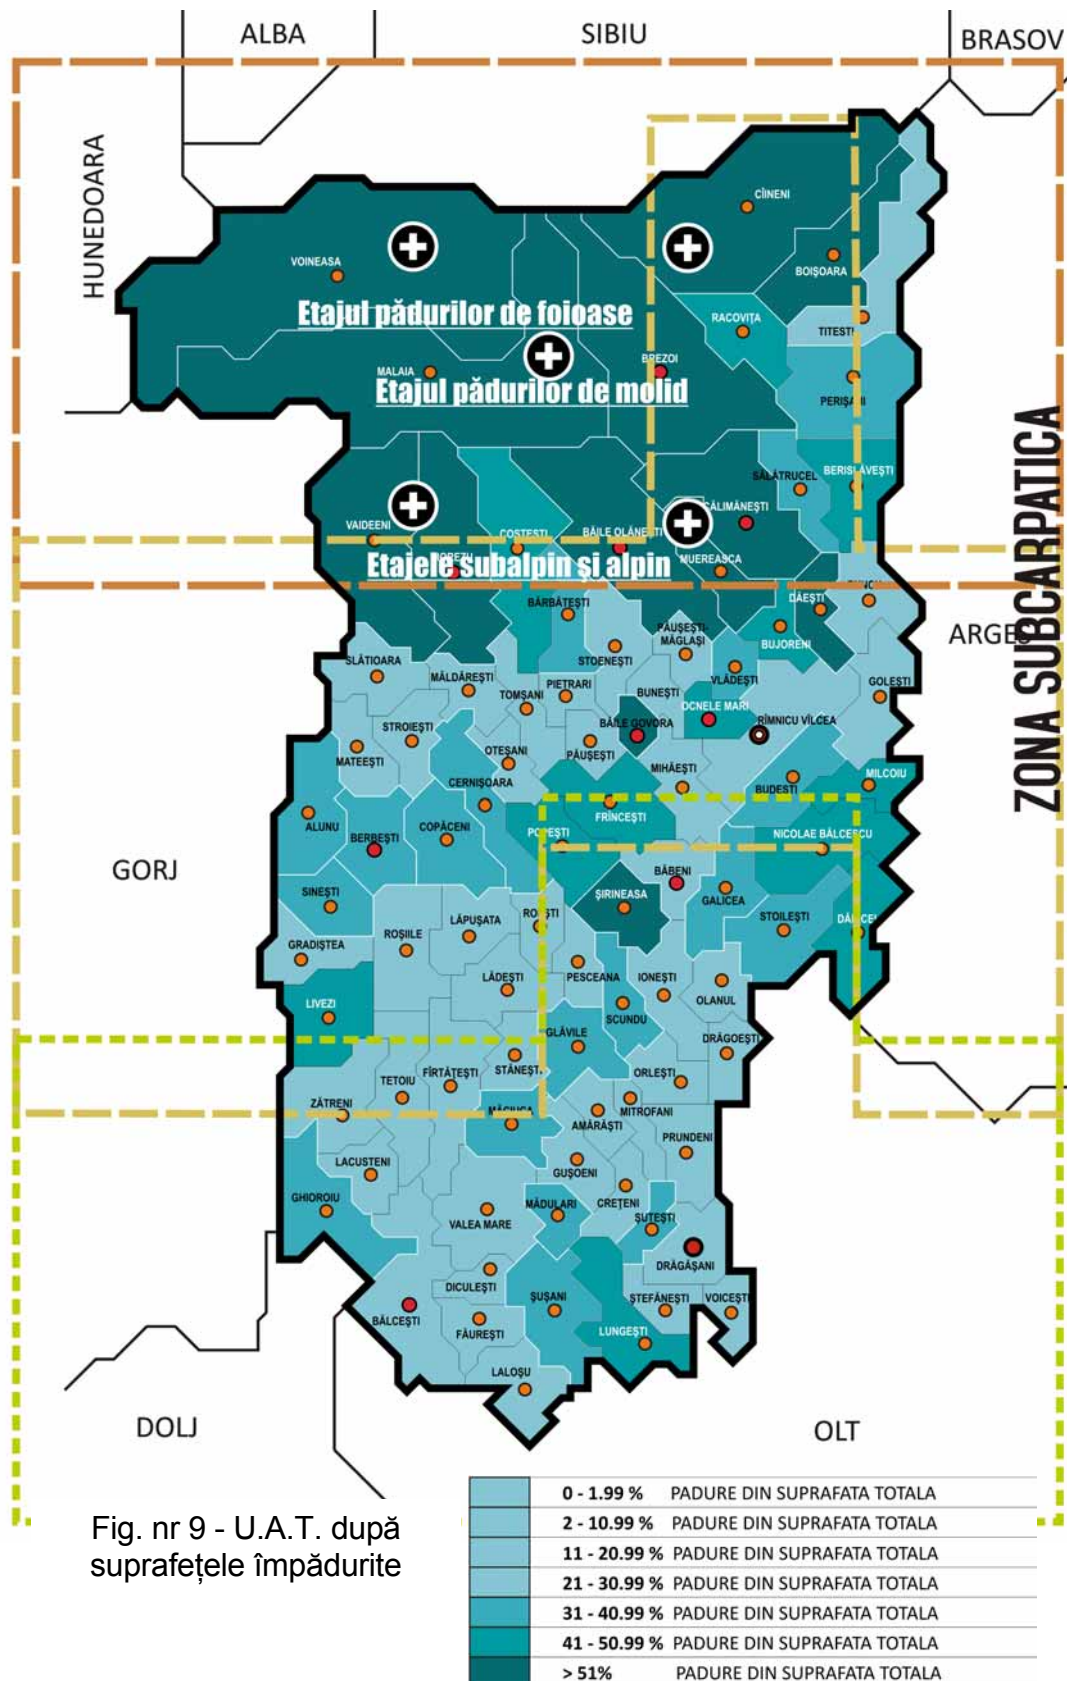 ALBA
SIBIU
BRASOV
HUNEDOARA
CÎINENI
VOINEASA
BOIȘOARA
Etajul pădurilor de foioase
RACOVIȚA
TITESTI
BREZOI
MALAIA
Etajul pădurilor de molid
PERIȘANI
ZONA SUBCARPATICA
SĂLĂTRUCEL
BERISLĂVEȘTI
CĂLIMĂNEȘTI
VAIDEENI
COSTEȘTI
BĂILE OLĂNEȘTI
MUEREASCA
Etajele subalpin și alpin
DĂEȘTI
BĂRBĂTEȘTI
ARGES
PĂUȘEȘTI-
MĂGLAȘI
BUJORENI
STOENEȘTI
SLĂTIOARA
VLĂDEȘTI
GOLEȘTI
MĂLDĂREȘTI
TOMȘANI
PIETRARI
BUNEȘTI
OCNELE MARI
STROIEȘTI
BĂILE GOVORA
RÎMNICU VÎLCEA
MATEEȘTI
OTEȘANI
PĂUȘEȘTI
MIHĂEȘTI
CERNIȘOARA
BUDEȘTI
MILCOIU
FRÎNCEȘTI
ALUNU
COPĂCENI
POPEȘTI
NICOLAE BĂLCESCU
BERBEȘTI
GORJ
BĂBENI
SINEȘTI
ȘIRINEASA
GALICEA
LĂPUȘATA
STOILEȘTI
ROȘIILE
GRADIȘTEA
LĂDEȘTI
PESCEANA
IONEȘTI
OLANUL
LIVEZI
SCUNDU
GLĂVILE
DRĂGOEȘTI
STĂNEȘTI
FÎRTĂȚEȘTI
TETOIU
ORLEȘTI
ZĂTRENI
MĂCIUCA
AMĂRĂȘTI
MITROFANI
PRUNDENI
LACUSTENI
GUȘOENI
GHIOROIU
MĂDULARI
CREȚENI
VALEA MARE
ȘUTEȘTI
DRĂGĂȘANI
DICULEȘTI
ȘUȘANI
ȘTEFĂNEȘTI
VOICEȘTI
BĂLCEȘTI
FĂUREȘTI
LUNGEȘTI
LALOȘU
DOLJ
OLT
0 - 1.99 % PADURE DIN SUPRAFATA TOTALA
2 - 10.99 % PADURE DIN SUPRAFATA TOTALA
11 - 20.99 % PADURE DIN SUPRAFATA TOTALA
21 - 30.99 % PADURE DIN SUPRAFATA TOTALA
31 - 40.99 % PADURE DIN SUPRAFATA TOTALA
41 - 50.99 % PADURE DIN SUPRAFATA TOTALA
> 51% PADURE DIN SUPRAFATA TOTALA
Fig. nr 9 - U.A.T. după
suprafețele împădurite